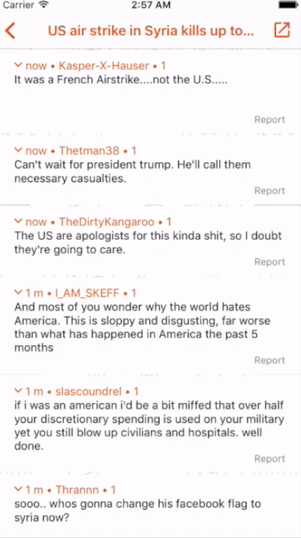 Carrier 2:57 AM
US air strike in Syria kills up to...
now • Kasper-X-Hauser • 1
It was a French Airstrike....not the U.S.....
Report
now • Thetman38 • 1
Can't wait for president trump. He'll call them
necessary casualties.
Report
now • TheDirtyKangaroo • 1
The US are apologists for this kinda shit, so I doubt
they're going to care.
Report
1 m • I_AM_SKEFF • 1
And most of you wonder why the world hates
America. This is sloppy and disgusting, far worse
than what has happened in America the past 5
months
Report
1 m • slascoundrel • 1
if i was an american i'd be a bit miffed that over half
your discretionary spending is used on your military
yet you still blow up civilians and hospitals. well
done.
Report
1 m • Thrannn • 1
sooo.. whos gonna change his facebook flag to
syria now?